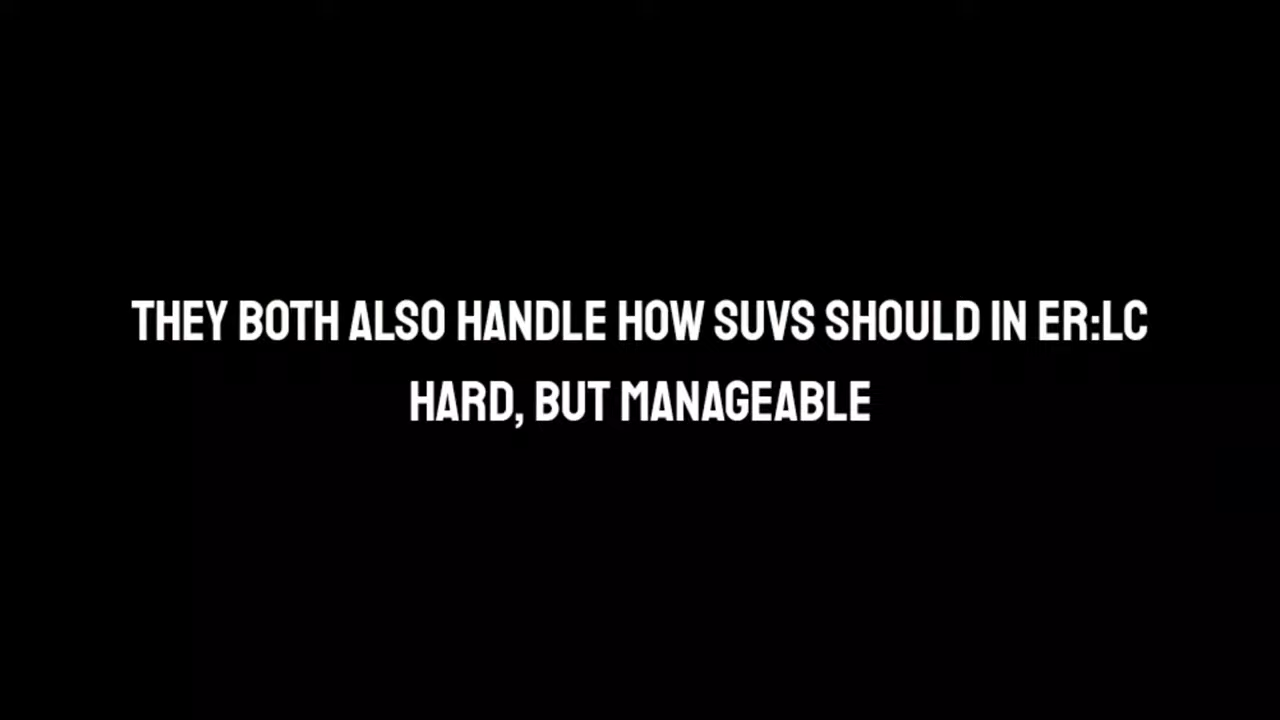 THEY BOTH ALSO HANDLE HOW SUVS SHOULD IN ER:LC
HARD, BUT MANAGEABLE